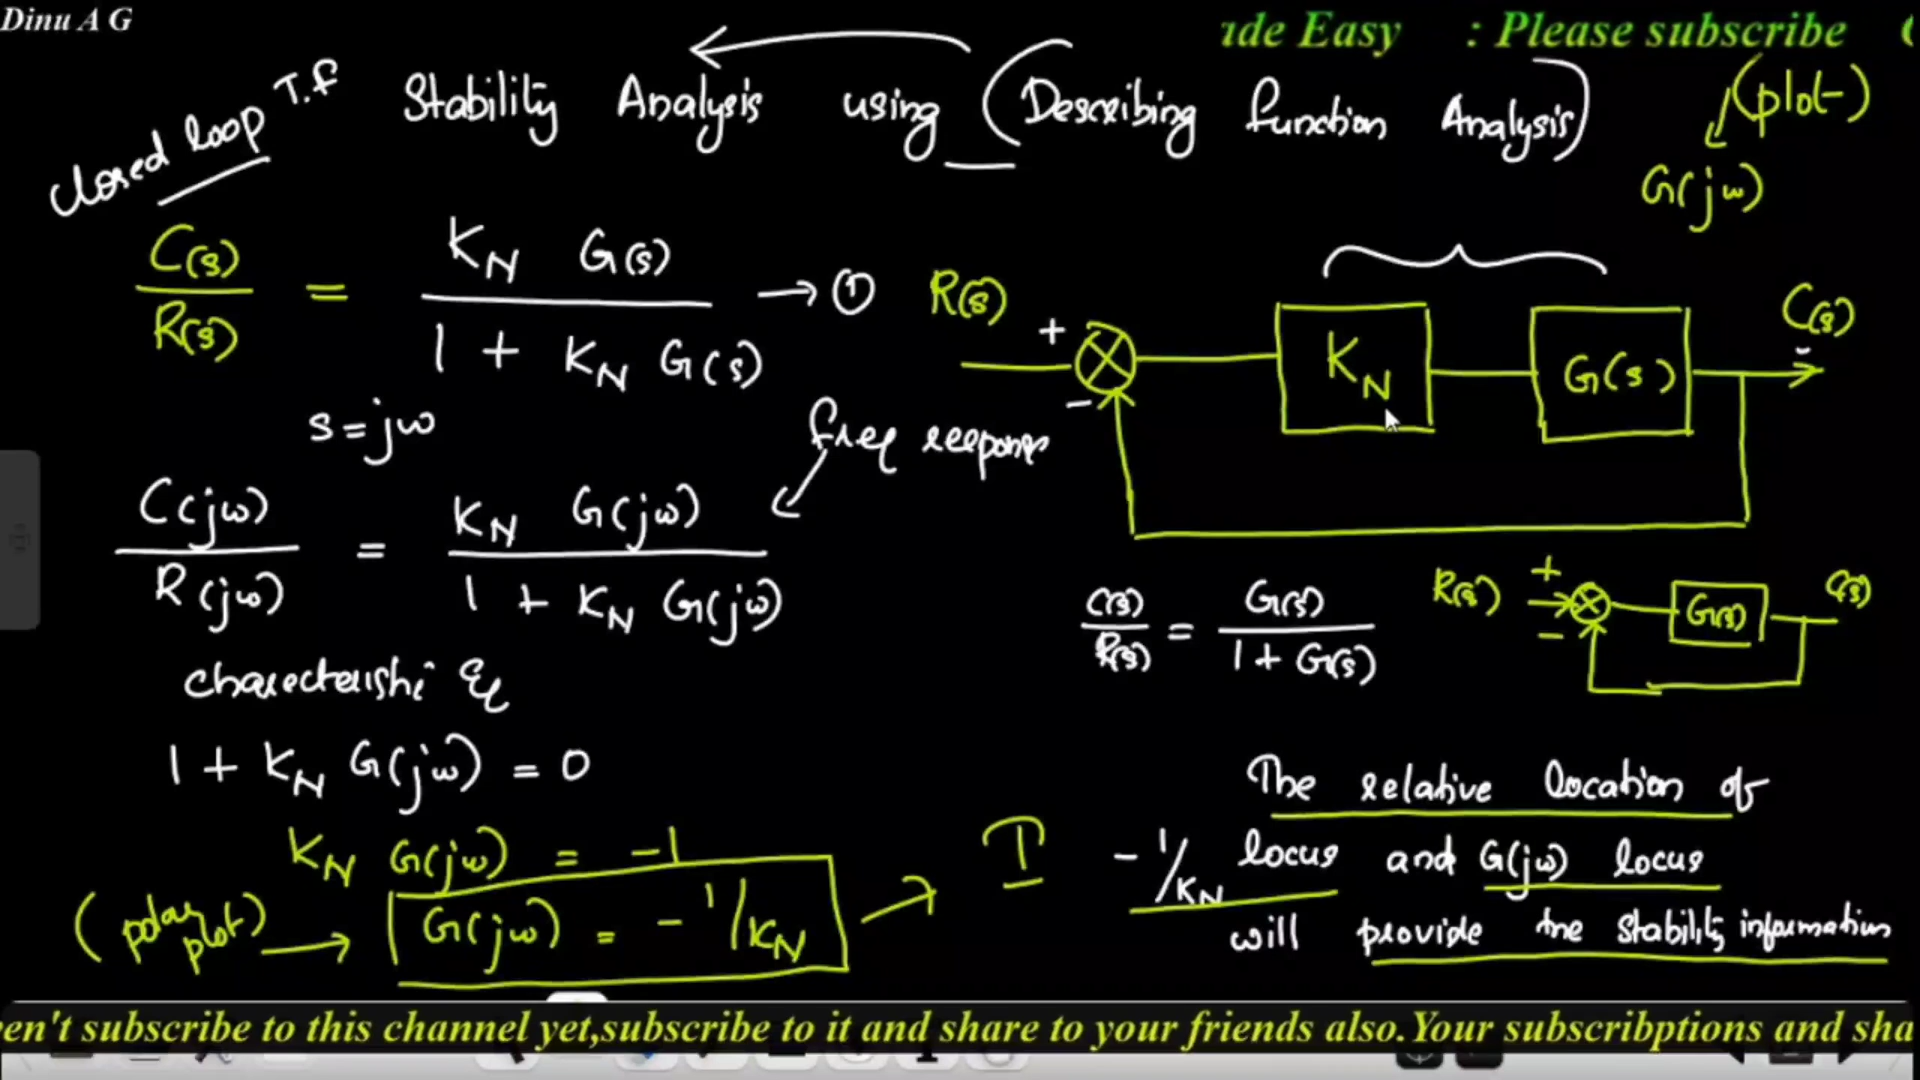 Dinu A G
ide Easy : Please subscribe
closed loop T.f
Stability Analysis using (Describing function Analysis)
(plot)
G(jω)
C(s)/R(s) = K_N G(s) / 1 + K_N G(s) → ①
s = jω
freq response
C(jω)/R(jω) = K_N G(jω) / 1 + K_N G(jω)
charecteristic Eq
1 + K_N G(jω) = 0
K_N G(jω) = -1
(polar plot) → G(jω) = - 1/K_N → I
R(s) + - K_N G(s) C(s)
C(s)/R(s) = G(s) / 1 + G(s)
R(s) + - G(s) C(s)
The relative location of
- 1/K_N locus and G(jω) locus
will provide the stability information
en't subscribe to this channel yet,subscribe to it and share to your friends also.Your subscribptions and sha